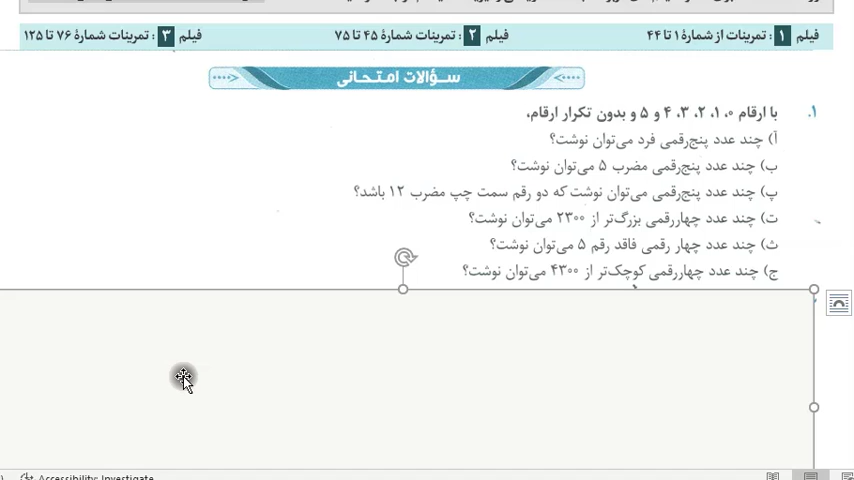 فیلم ۱ : تمرینات از شمارهٔ ۱ تا ۴۴ فیلم ۲ : تمرینات شمارهٔ ۴۵ تا ۷۵ فیلم ۳ : تمرینات شمارهٔ ۷۶ تا ۱۲۵
سؤالات امتحانی
۱. با ارقام ۰، ۱، ۲، ۳، ۴ و ۵ و بدون تکرار ارقام،
آ) چند عدد پنج‌رقمی فرد می‌توان نوشت؟
ب) چند عدد پنج‌رقمی مضرب ۵ می‌توان نوشت؟
پ) چند عدد پنج‌رقمی می‌توان نوشت که دو رقم سمت چپ مضرب ۱۲ باشد؟
ت) چند عدد چهاررقمی بزرگ‌تر از ۲۳۰۰ می‌توان نوشت؟
ث) چند عدد چهار رقمی فاقد رقم ۵ می‌توان نوشت؟
ج) چند عدد چهاررقمی کوچک‌تر از ۴۳۰۰ می‌توان نوشت؟
Accessibility: Investigate